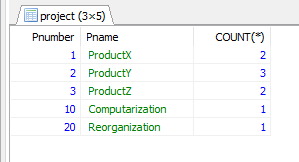 project (3×5)
Pnumber Pname COUNT(*)
1 ProductX 2
2 ProductY 3
3 ProductZ 2
10 Computarization 1
20 Reorganization 1